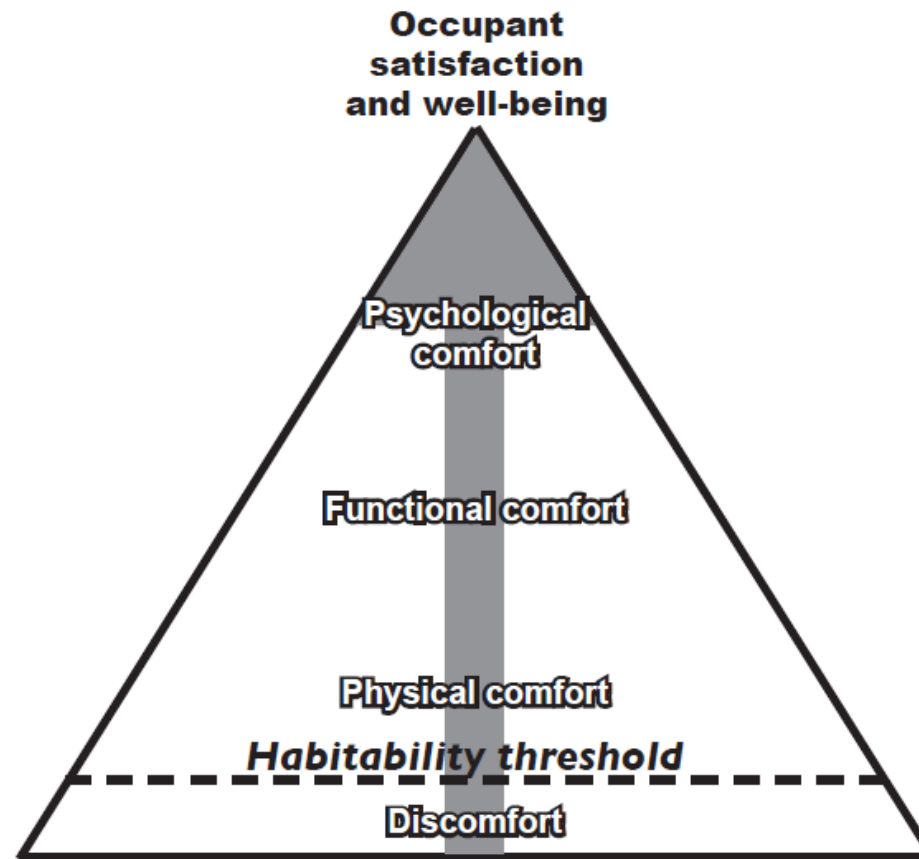 Occupant
satisfaction
and well-being
Psychological
comfort
Functional comfort
Physical comfort
Habitability threshold
Discomfort